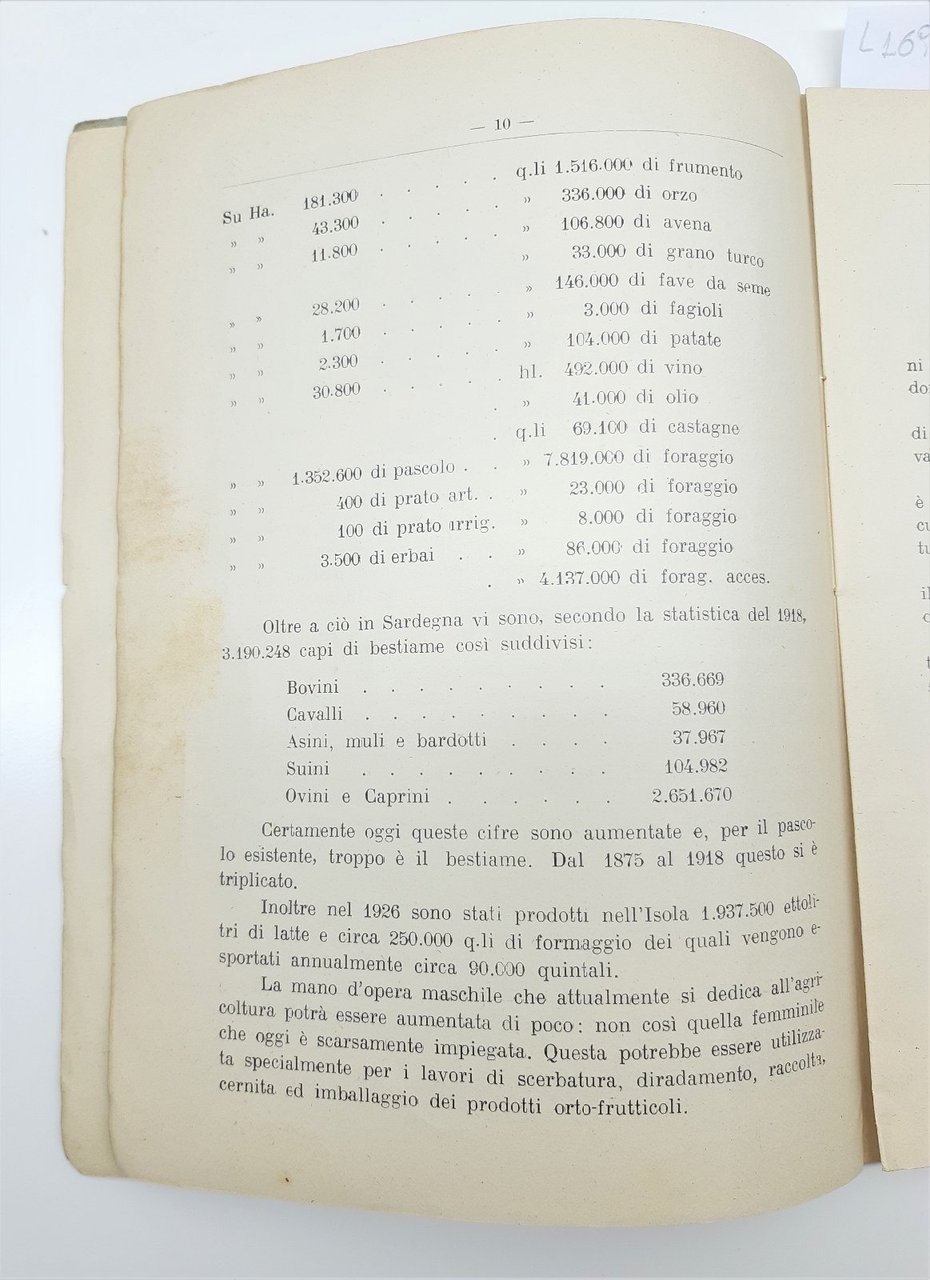 L 169
— 10 —
Su Ha. 181.300 . . . . . q.li 1.516.000 di frumento
„ „ 43.300 . . . . . „ 336.000 di orzo
„ „ 11.800 . . . . . „ 106.800 di avena
„ 33.000 di grano turco
„ 146.000 di fave da seme
„ „ 28.200 . . . . . „ 3.000 di fagioli
„ „ 1.700 . . . . . „ 104.000 di patate
„ „ 2.300 . . . . . hl. 492.000 di vino
„ „ 30.800 . . . . . „ 41.000 di olio
. q.li 69.100 di castagne
„ „ 1.352.600 di pascolo . . „ 7.819.000 di foraggio
„ „ 400 di prato art. . „ 23.000 di foraggio
„ „ 100 di prato irrig. „ 8.000 di foraggio
„ „ 3.500 di erbai . . „ 86.000 di foraggio
. „ 4.137.000 di forag. acces.
Oltre a ciò in Sardegna vi sono, secondo la statistica del 1918,
3.190.248 capi di bestiame così suddivisi:
Bovini . . . . . . . . . 336.669
Cavalli . . . . . . . . . 58.960
Asini, muli e bardotti . . . . 37.967
Suini . . . . . . . . . 104.982
Ovini e Caprini . . . . . . 2.651.670
Certamente oggi queste cifre sono aumentate e, per il pasco-
lo esistente, troppo è il bestiame. Dal 1875 al 1918 questo si è
triplicato.
Inoltre nel 1926 sono stati prodotti nell'Isola 1.937.500 ettoli-
tri di latte e circa 250.000 q.li di formaggio dei quali vengono e-
sportati annualmente circa 90.000 quintali.
La mano d'opera maschile che attualmente si dedica all'agri-
coltura potrà essere aumentata di poco: non così quella femminile
che oggi è scarsamente impiegata. Questa potrebbe essere utilizza-
ta specialmente per i lavori di scerbatura, diradamento, raccolta,
cernita ed imballaggio dei prodotti orto-frutticoli.
ni
di
è